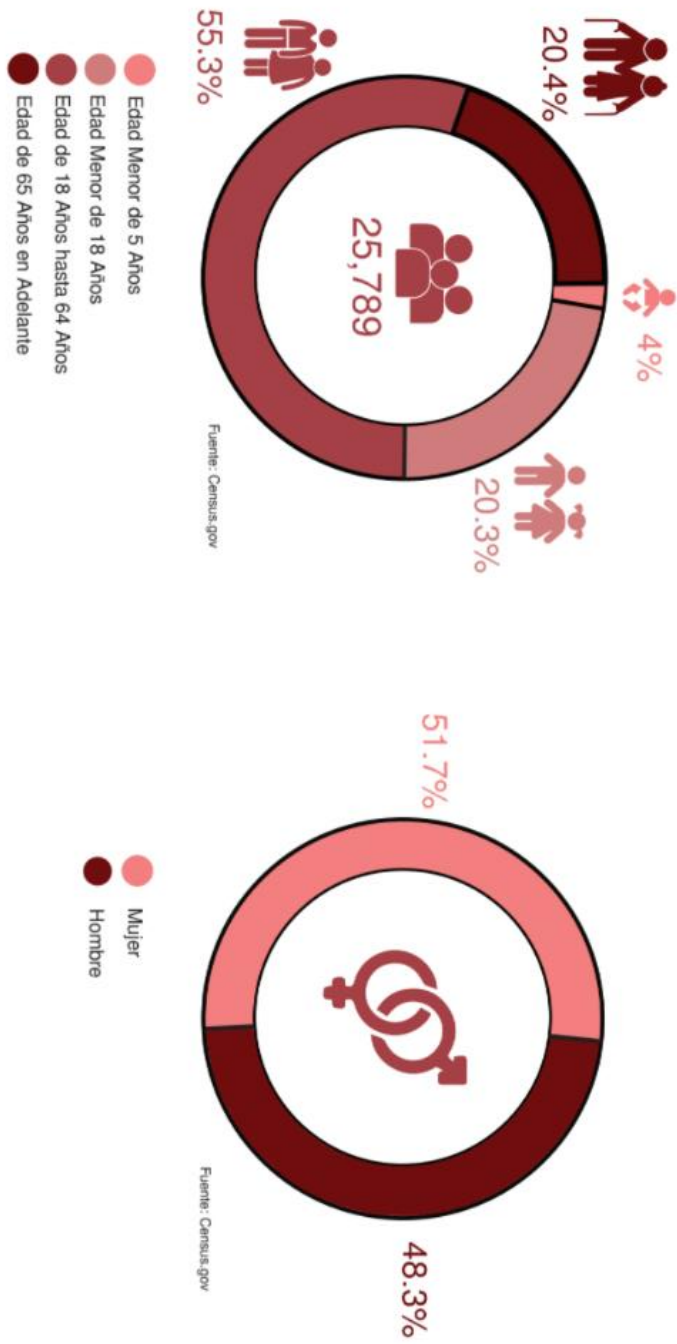 20.4%
4%
20.3%
55.3%
25,789
Fuente: Census.gov
Edad Menor de 5 Años
Edad Menor de 18 Años
Edad de 18 Años hasta 64 Años
Edad de 65 Años en Adelante
51.7%
48.3%
Fuente: Census.gov
Mujer
Hombre